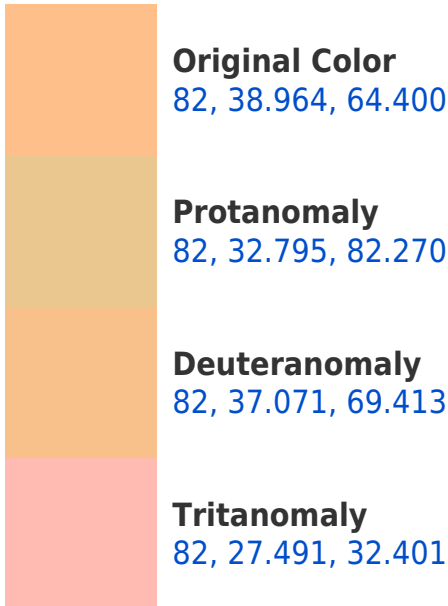 Original Color
82, 38.964, 64.400
Protanomaly
82, 32.795, 82.270
Deuteranomaly
82, 37.071, 69.413
Tritanomaly
82, 27.491, 32.401